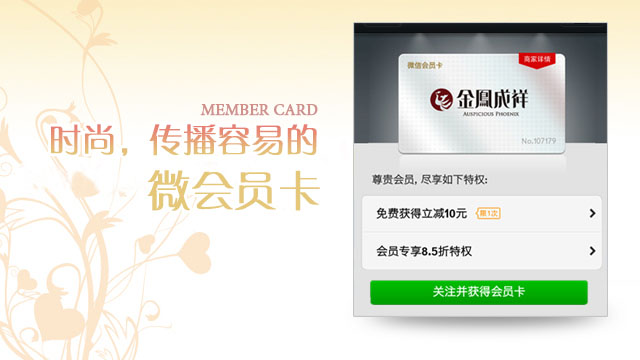 MEMBER CARD
时尚，传播容易的
微会员卡
微信会员卡
商家详情
金鳳成祥
AUSPICIOUS PHOENIX
No.107179
尊贵会员，尽享如下特权:
免费获得立减10元 限1次
会员专享8.5折特权
关注并获得会员卡